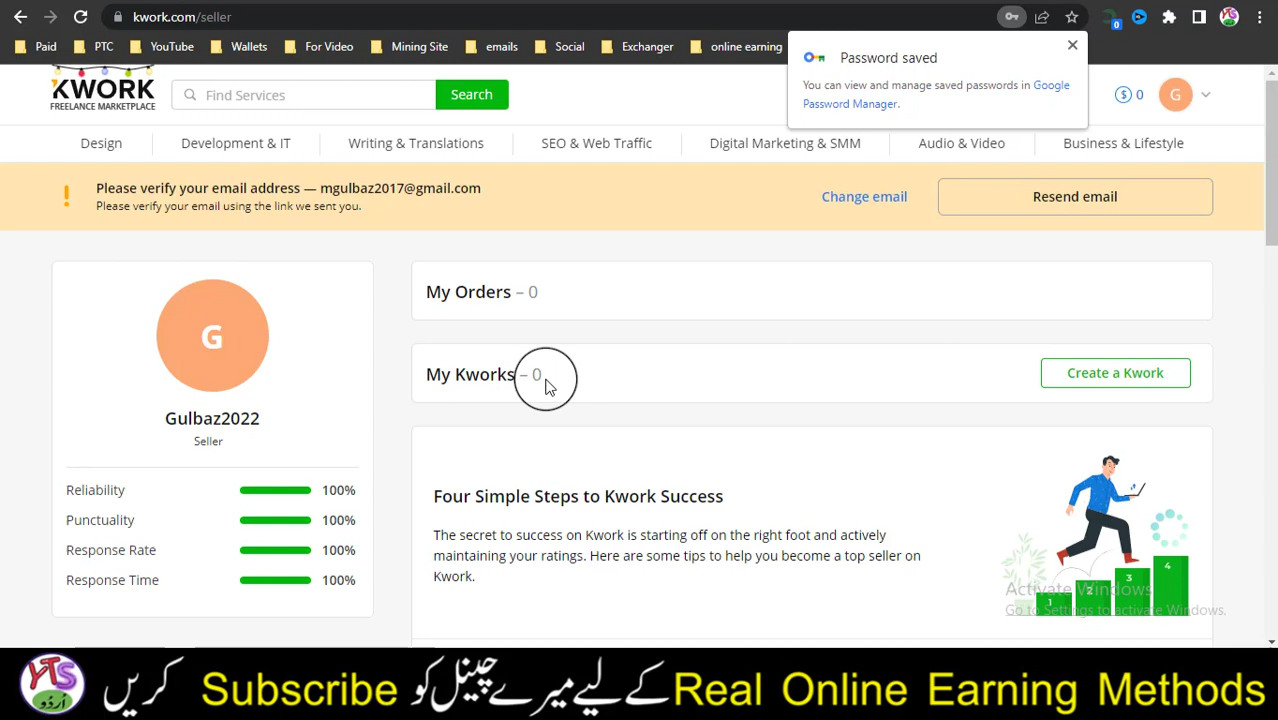 kwork.com/seller
0
Paid PTC YouTube Wallets For Video Mining Site emails Social Exchanger online earning
Password saved
You can view and manage saved passwords in Google
Password Manager.
KWORK
FREELANCE MARKETPLACE
Find Services
Search
$ 0
G
Design Development & IT Writing & Translations SEO & Web Traffic Digital Marketing & SMM Audio & Video Business & Lifestyle
! Please verify your email address — mgulbaz2017@gmail.com
Please verify your email using the link we sent you.
Change email
Resend email
G
Gulbaz2022
Seller
Reliability 100%
Punctuality 100%
Response Rate 100%
Response Time 100%
My Orders – 0
My Kworks – 0
Create a Kwork
Four Simple Steps to Kwork Success
The secret to success on Kwork is starting off on the right foot and actively
maintaining your ratings. Here are some tips to help you become a top seller on
Kwork.
1 2 3 4
Activate Windows
Go to Settings to activate Windows.
YTS
اُردُو
Real Online Earning Methods کے لیے میرے چینل کو Subscribe کریں